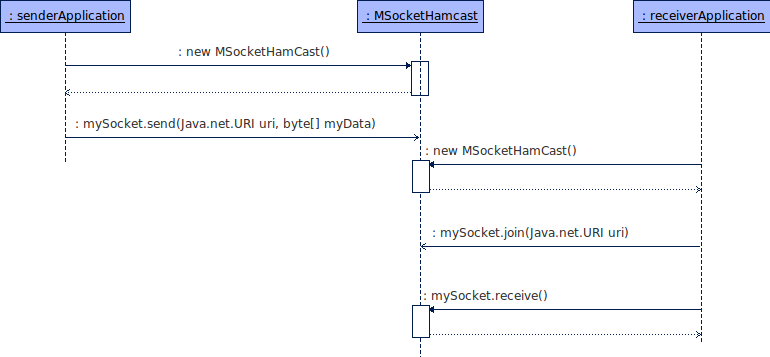 : senderApplication
: MSocketHamcast
: receiverApplication
: new MSocketHamCast()
: mySocket.send(Java.net.URI uri, byte[] myData)
: new MSocketHamCast()
: mySocket.join(Java.net.URI uri)
: mySocket.receive()